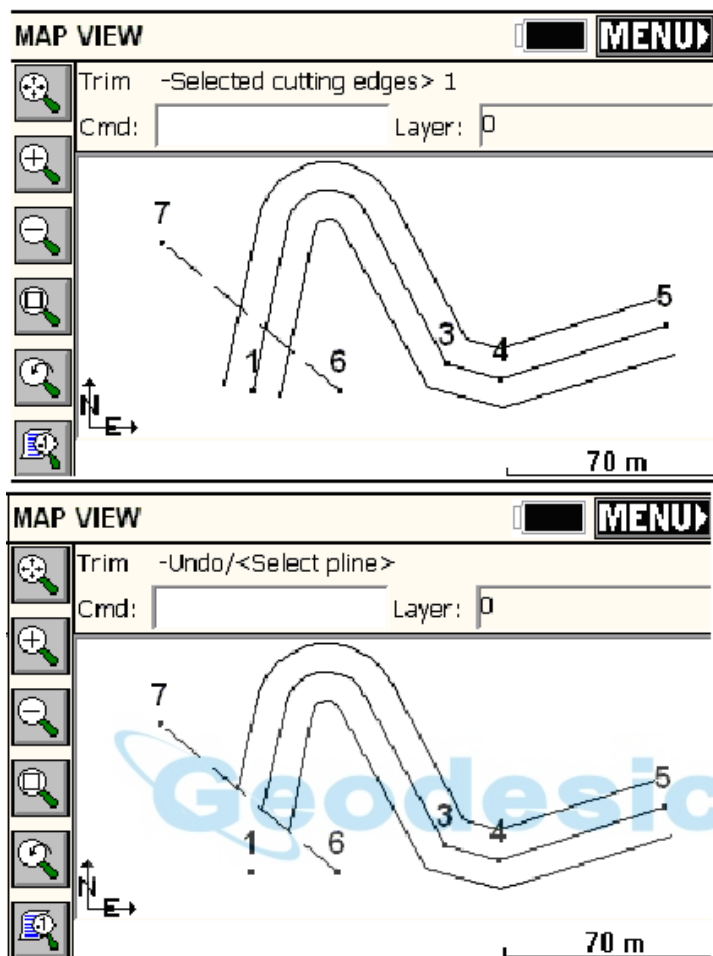 MAP VIEW MENU
Trim -Selected cutting edges> 1
Cmd: Layer: 0
7
5
3
4
1 6
N
E
70 m
MAP VIEW MENU
Trim -Undo/<Select pline>
Cmd: Layer: 0
7
Geodesic
5
3
4
1 6
N
E
70 m